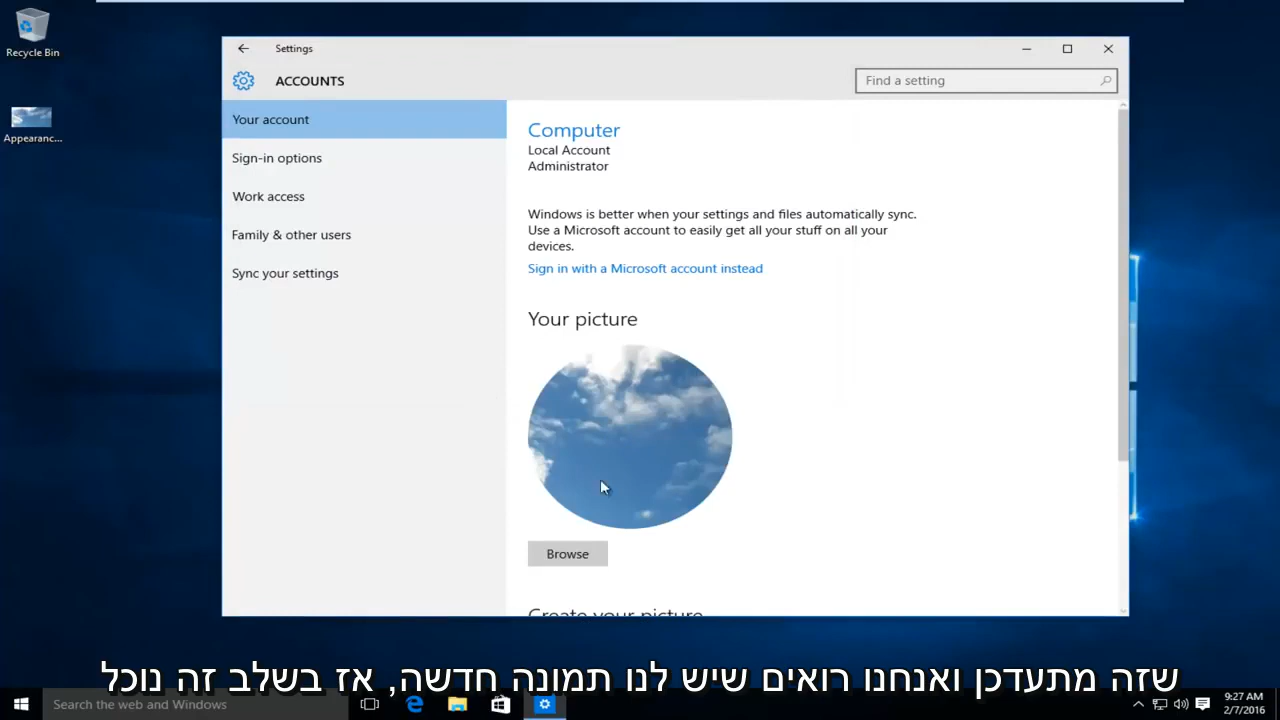 Recycle Bin
Appearanc...
Settings
ACCOUNTS
Find a setting
Your account
Sign-in options
Work access
Family & other users
Sync your settings
Computer
Local Account
Administrator
Windows is better when your settings and files automatically sync.
Use a Microsoft account to easily get all your stuff on all your
devices.
Sign in with a Microsoft account instead
Your picture
Browse
Create your picture
שזה מתעדכן ואנחנו רואים שיש לנו תמונה חדשה, אז בשלב זה נוכל
Search the web and Windows
9:27 AM
2/7/2016